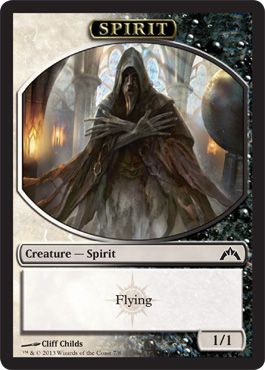 SPIRIT
Creature — Spirit
Flying
1/1
Cliff Childs
™ & © 2013 Wizards of the Coast 7/8